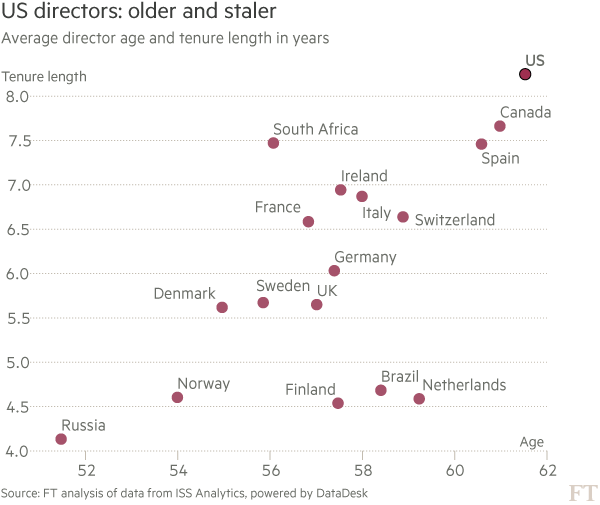 US directors: older and staler
Average director age and tenure length in years
US
Tenure length
8.0
Canada
South Africa
7.5
Spain
Ireland
7.0
France
Italy
Switzerland
6.5
Germany
6.0
Denmark
Sweden
UK
5.5
5.0
Norway
Finland
Brazil
Netherlands
4.5
Russia
Age
4.0
52 54 56 58 60 62
Source: FT analysis of data from ISS Analytics, powered by DataDesk
FT